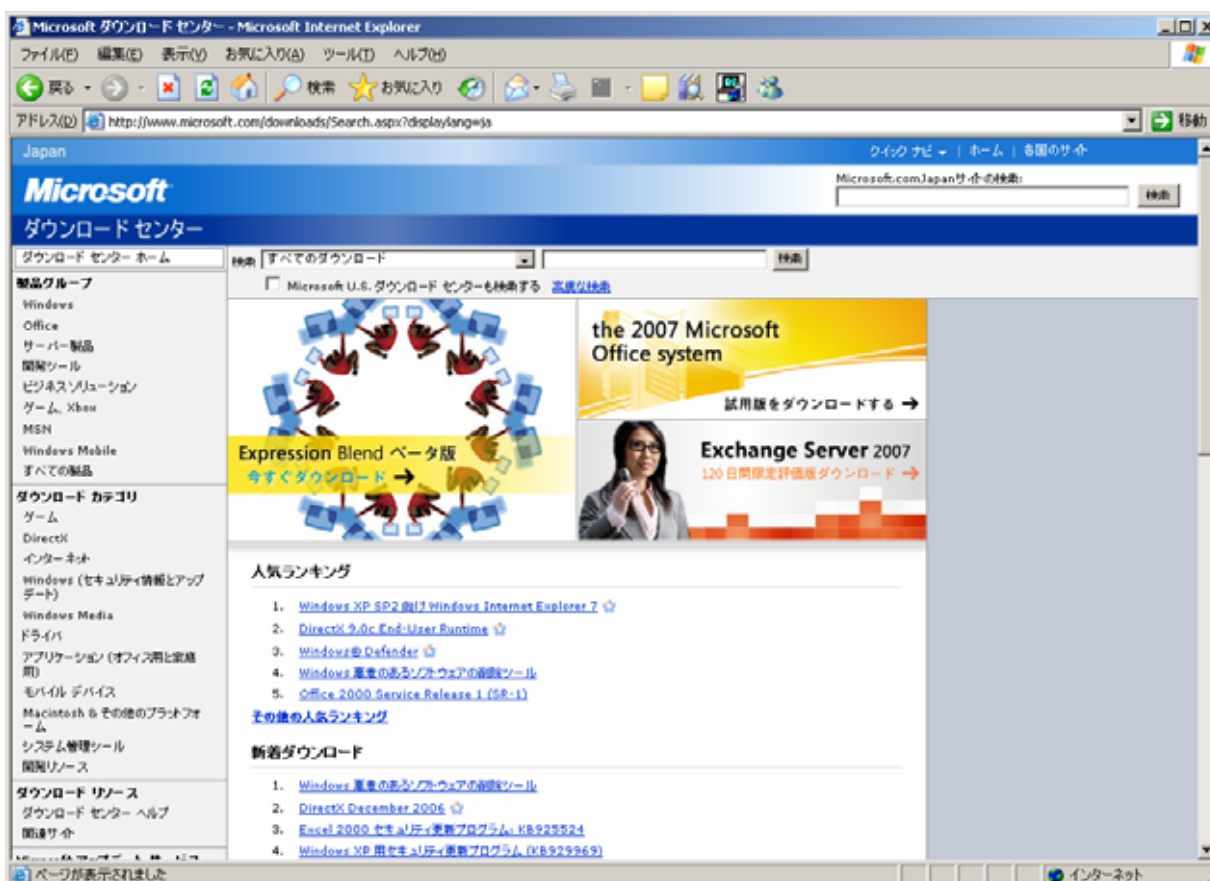 Microsoft ダウンロード センター - Microsoft Internet Explorer
ファイル(F) 編集(E) 表示(V) お気に入り(A) ツール(T) ヘルプ(H)
戻る 検索 お気に入り
アドレス(D) http://www.microsoft.com/downloads/Search.aspx?displaylang=ja 移動
Japan クイック ナビ | ホーム | 各国のサイト
Microsoft
Microsoft.com Japan サイトの検索:
検索
ダウンロード センター
ダウンロード センター ホーム
製品グループ
Windows
Office
サーバー製品
開発ツール
ビジネスソリューション
ゲーム、Xbox
MSN
Windows Mobile
すべての製品
ダウンロード カテゴリ
ゲーム
DirectX
インターネット
Windows (セキュリティ情報とアップ
デート)
Windows Media
ドライバ
アプリケーション (オフィス用と家庭
用)
モバイル デバイス
Macintosh & その他のプラットフォ
ーム
システム管理ツール
開発リソース
ダウンロード リソース
ダウンロード センター ヘルプ
関連サイト
検索 すべてのダウンロード 検索
Microsoft U.S. ダウンロード センターも検索する 高度な検索
Expression Blend ベータ版
今すぐダウンロード →
the 2007 Microsoft
Office system
試用版をダウンロードする →
Exchange Server 2007
120 日間限定評価版ダウンロード →
人気ランキング
1. Windows XP SP2 向け Windows Internet Explorer 7
2. DirectX 9.0c End-User Runtime
3. Windows® Defender
4. Windows 悪意のあるソフトウェアの削除ツール
5. Office 2000 Service Release 1 (SR-1)
その他の人気ランキング
新着ダウンロード
1. Windows 悪意のあるソフトウェアの削除ツール
2. DirectX December 2006
3. Excel 2000 セキュリティ更新プログラム: KB925524
4. Windows XP 用セキュリティ更新プログラム (KB929969)
ページが表示されました インターネット